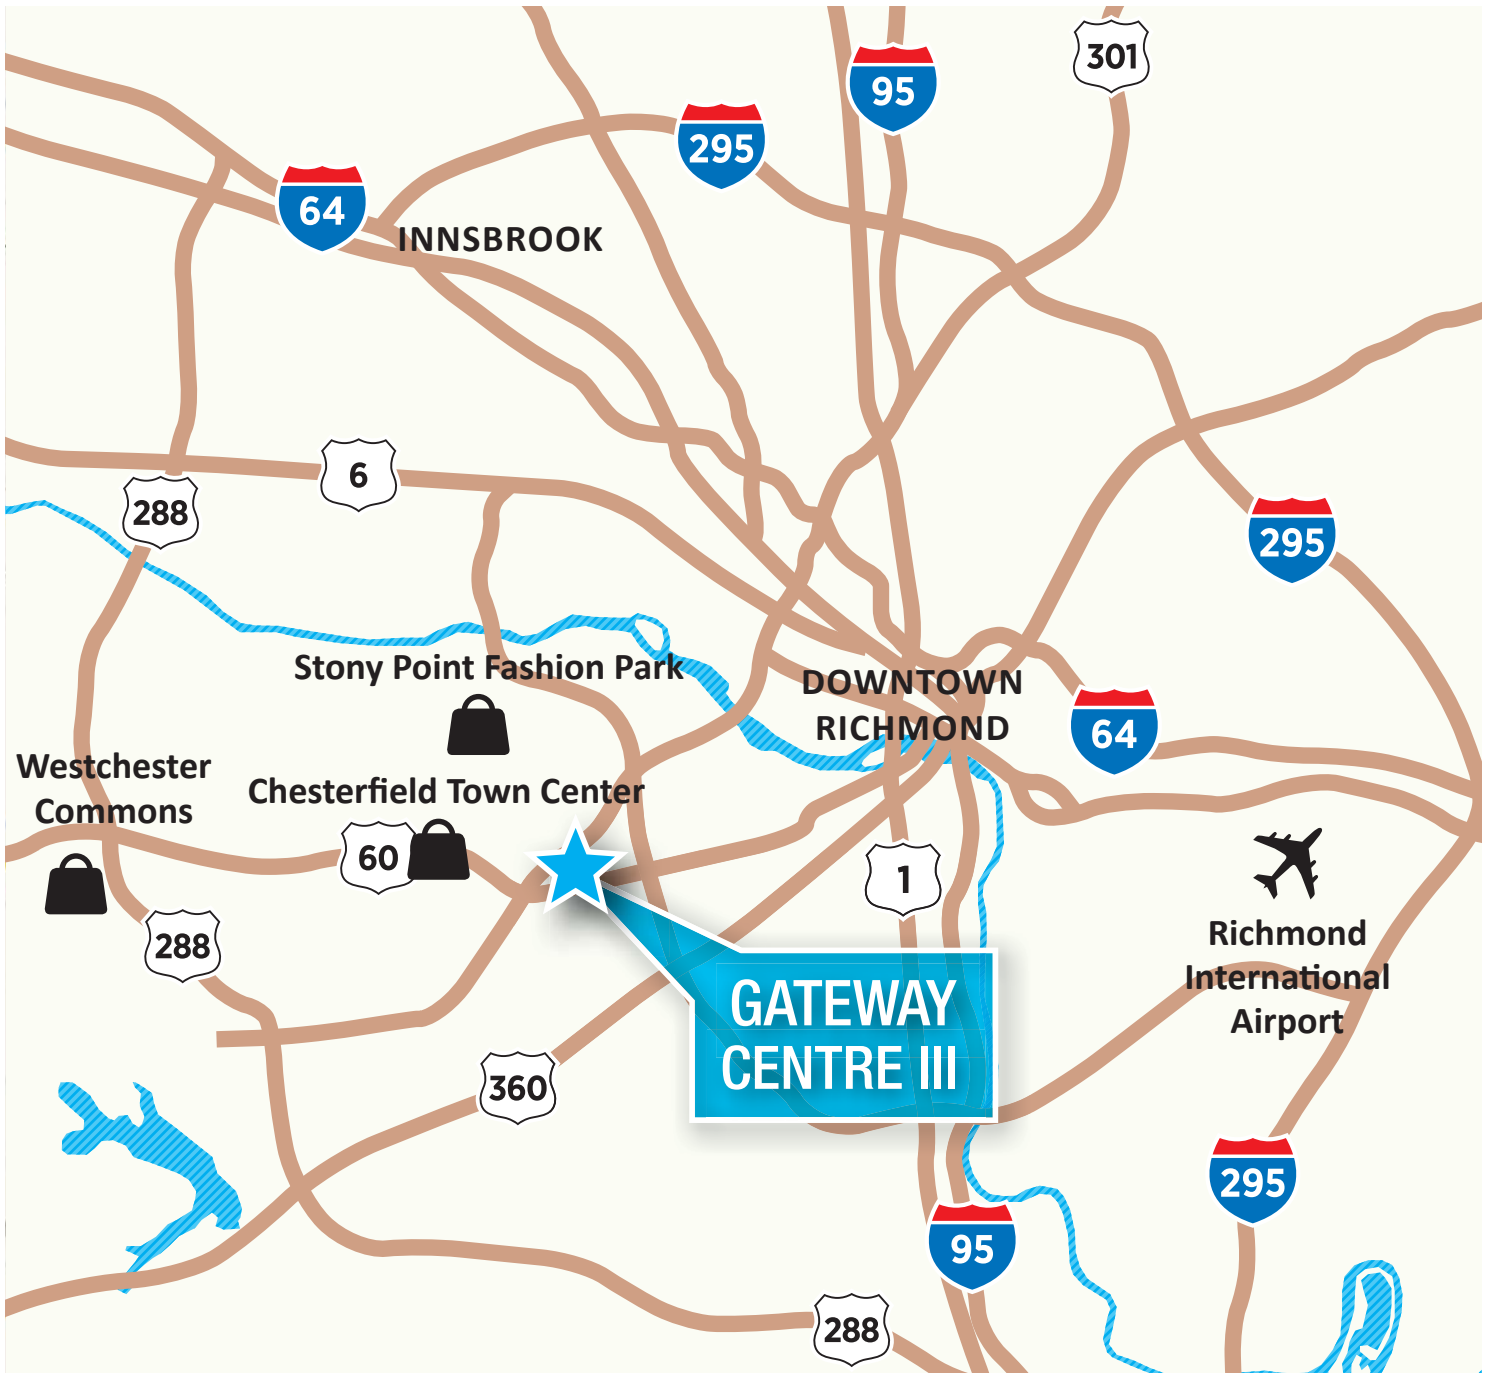 301
95
295
64
INNSBROOK
6
288
295
Stony Point Fashion Park
DOWNTOWN
RICHMOND
64
Westchester
Commons
Chesterfield Town Center
60
1
288
Richmond
International
Airport
GATEWAY
CENTRE III
360
295
95
288